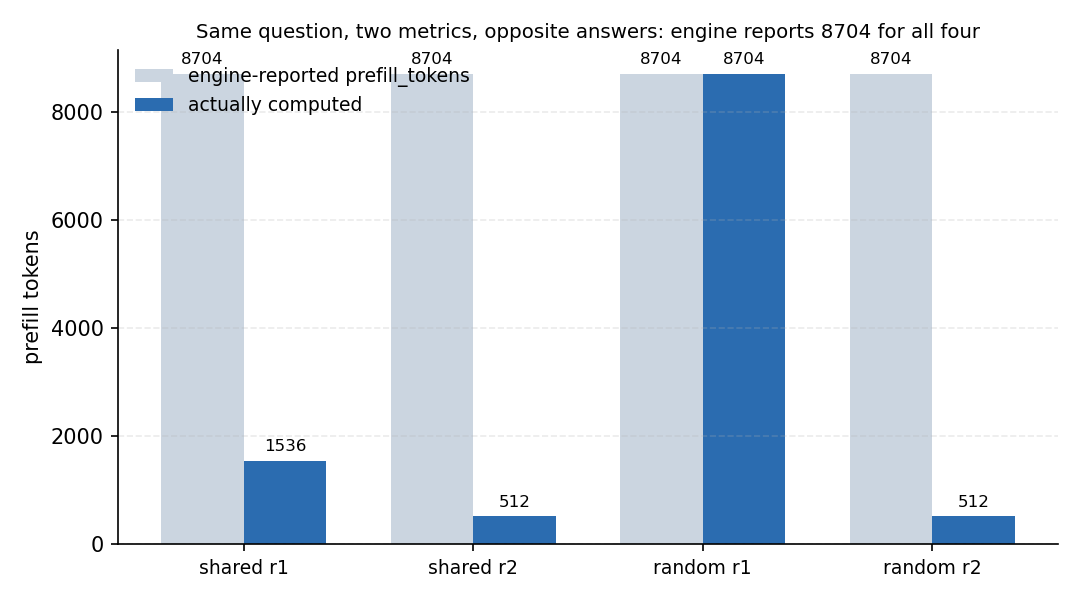 Same question, two metrics, opposite answers: engine reports 8704 for all four
8704
8704
8704
8704
8704
engine-reported prefill_tokens
actually computed
8000
6000
4000
2000
0
prefill tokens
1536
512
512
shared r1
shared r2
random r1
random r2